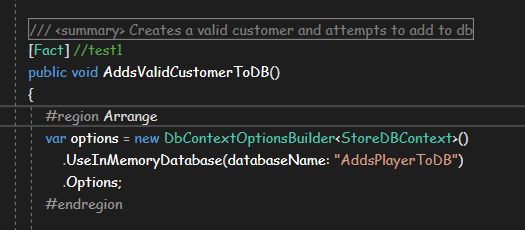 /// <summary> Creates a valid customer and attempts to add to db
[Fact] //test1
public void AddsValidCustomerToDB()
{
#region Arrange
var options = new DbContextOptionsBuilder<StoreDBContext>()
.UseInMemoryDatabase(databaseName: "AddsPlayerToDB")
.Options;
#endregion